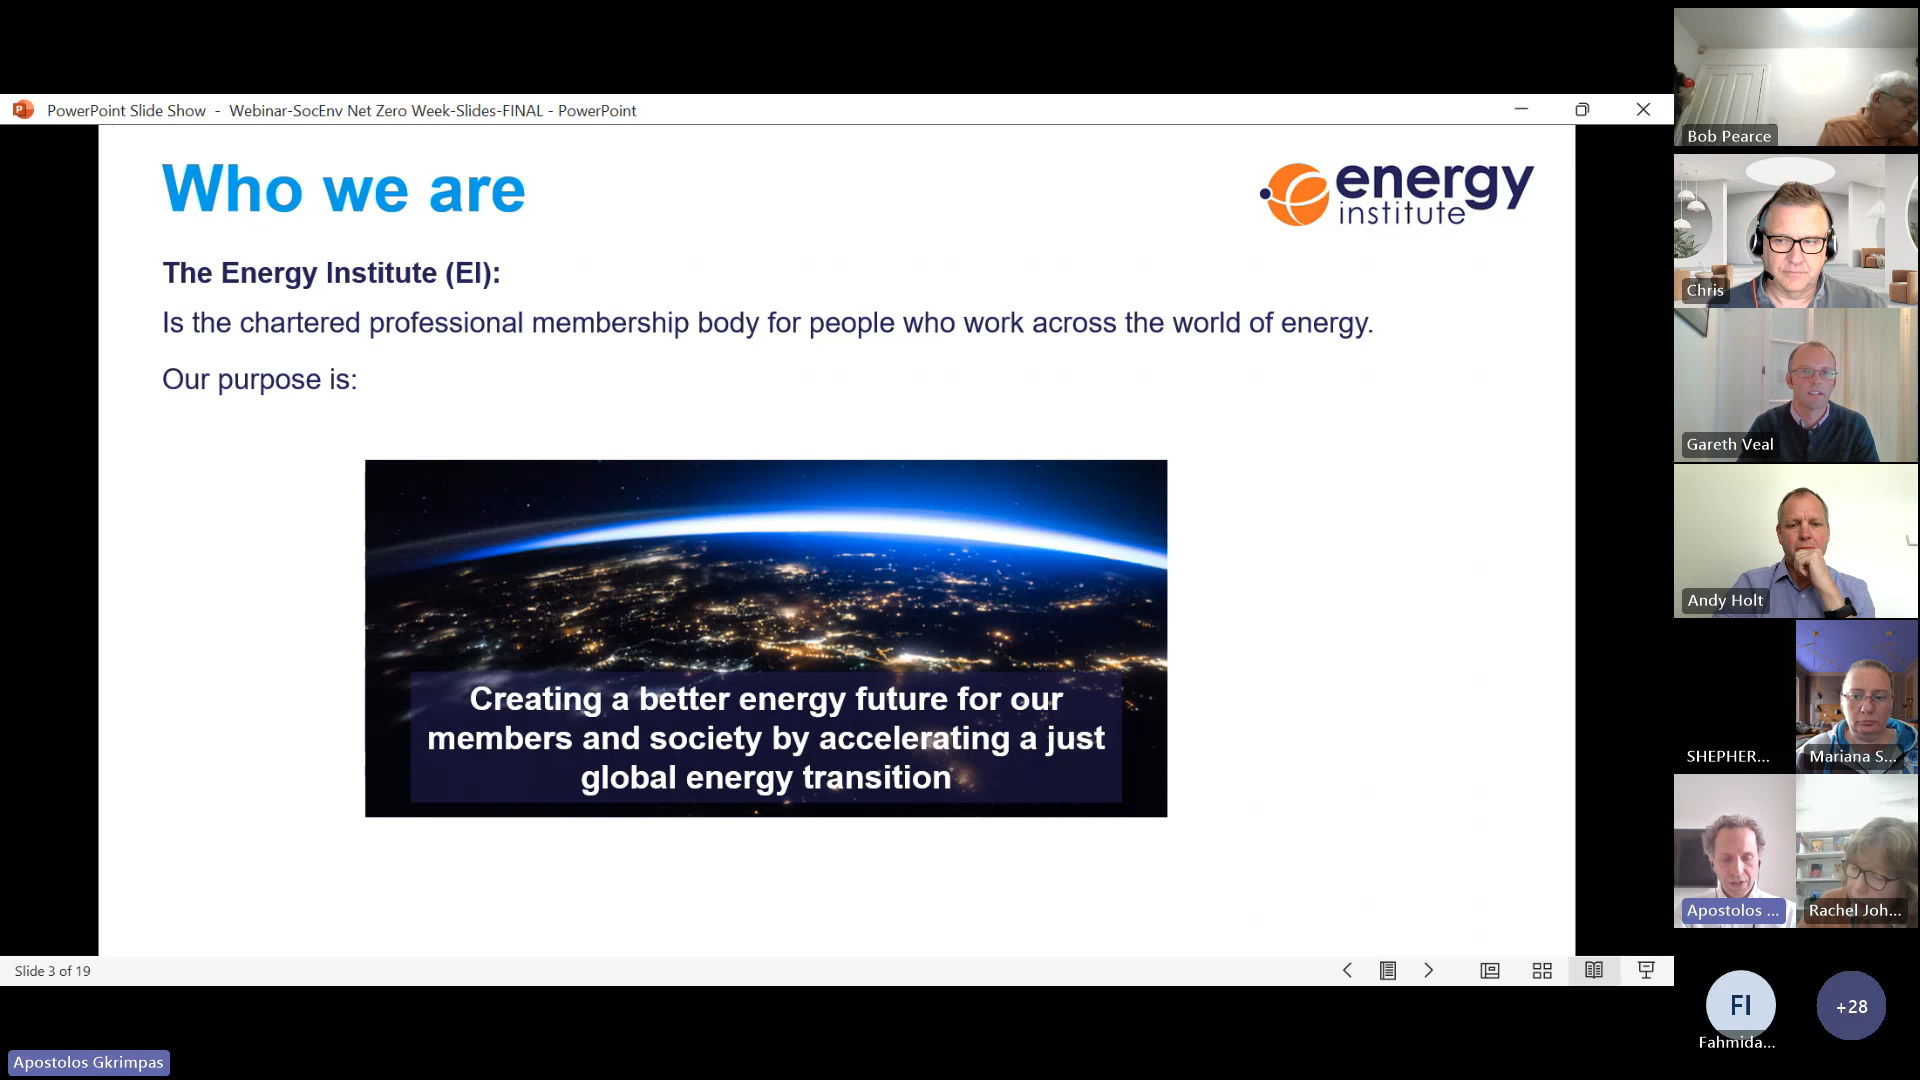 PowerPoint Slide Show - Webinar-SocEnv Net Zero Week-Slides-FINAL - PowerPoint
Who we are
energy
institute
The Energy Institute (EI):
Is the chartered professional membership body for people who work across the world of energy.
Our purpose is:
Creating a better energy future for our
members and society by accelerating a just
global energy transition
Slide 3 of 19
Apostolos Gkrimpas
Bob Pearce
Chris
Gareth Veal
Andy Holt
SHEPHER...
Mariana S...
Apostolos ...
Rachel Joh...
FI
Fahmida...
+28